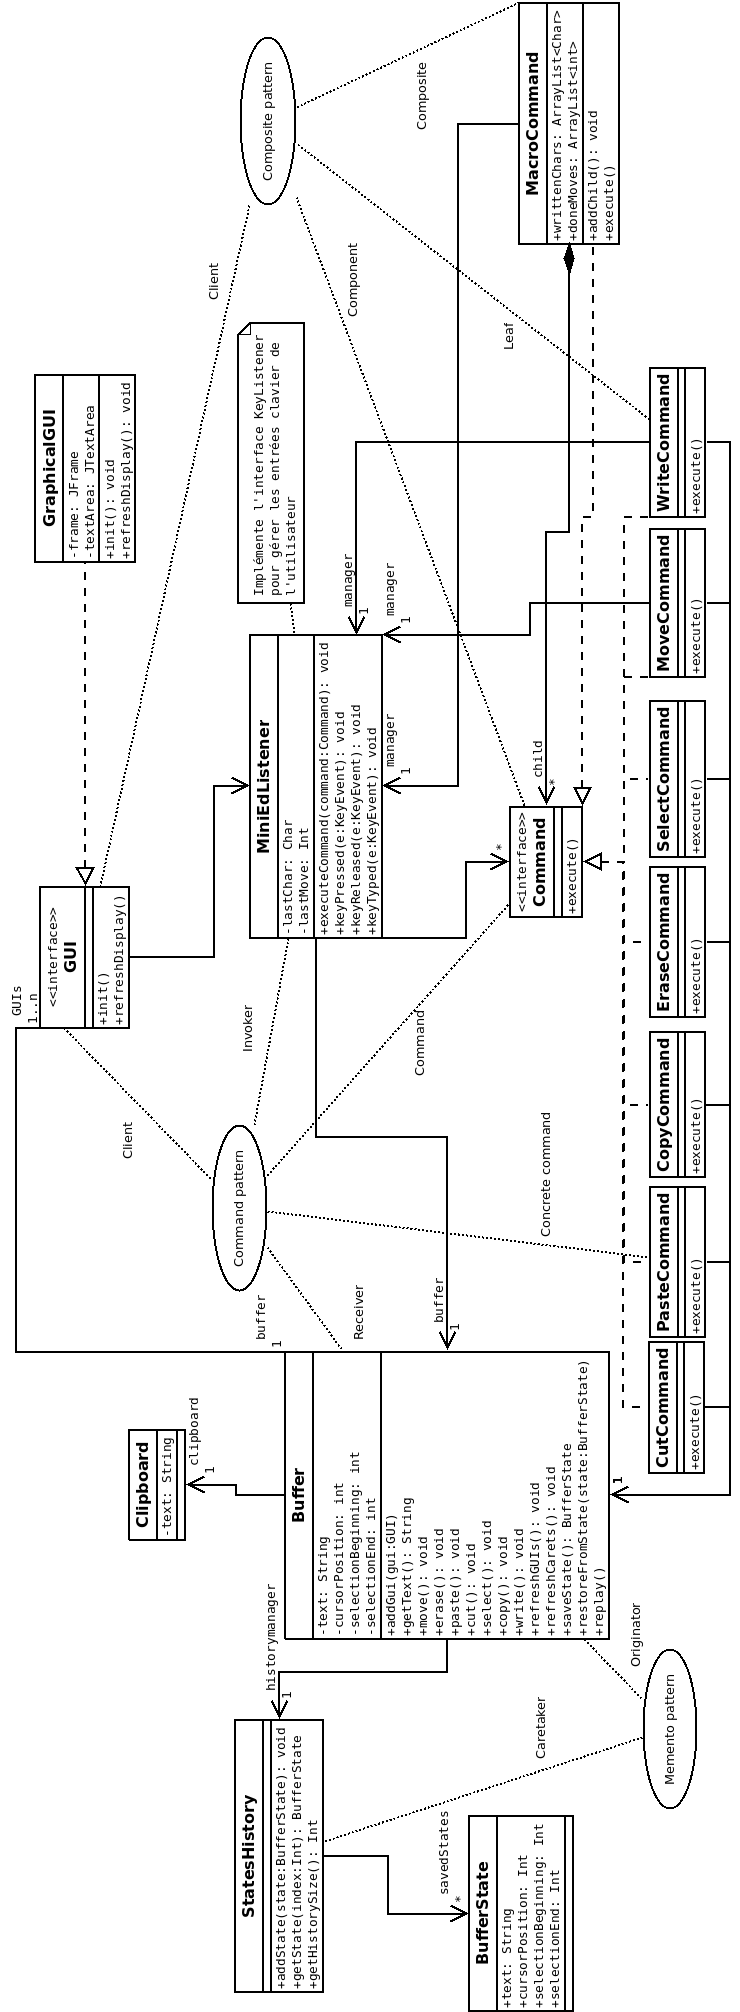 StatesHistory
+addState(state:BufferState): void
+getState(index:Int): BufferState
+getHistorySize(): Int
historymanager
1
savedStates
*
BufferState
+text: String
+cursorPosition: Int
+selectionBeginning: Int
+selectionEnd: Int
Caretaker
Originator
Memento pattern
Clipboard
-text: String
clipboard
1
Buffer
-text: String
-cursorPosition: int
-selectionBeginning: int
-selectionEnd: int
+addGui(gui:GUI)
+getText(): String
+move(): void
+erase(): void
+paste(): void
+cut(): void
+select(): void
+copy(): void
+write(): void
+refreshGUIs(): void
+refreshCarets(): void
+saveState(): BufferState
+restoreFromState(state:BufferState)
+replay()
buffer
1
Receiver
buffer
1
1
GUIs
1..n
<<interface>>
GUI
+init()
+refreshDisplay()
Client
Command pattern
Invoker
Command
Concrete command
GraphicalGUI
-frame: JFrame
-textArea: JTextArea
+init(): void
+refreshDisplay(): void
Client
MiniEdListener
-lastChar: Char
-lastMove: Int
+executeCommand(command:Command): void
+keyPressed(e:KeyEvent): void
+keyReleased(e:KeyEvent): void
+keyTyped(e:KeyEvent): void
Implémente l'interface KeyListener
pour gérer les entrées clavier de
l'utilisateur
manager
1
manager
1
manager
1
*
<<interface>>
Command
+execute()
child
*
Composite pattern
Composite
Component
Leaf
MacroCommand
+writtenChars: ArrayList<Char>
+doneMoves: ArrayList<int>
+addChild(): void
+execute()
CutCommand
+execute()
PasteCommand
+execute()
CopyCommand
+execute()
EraseCommand
+execute()
SelectCommand
+execute()
MoveCommand
+execute()
WriteCommand
+execute()